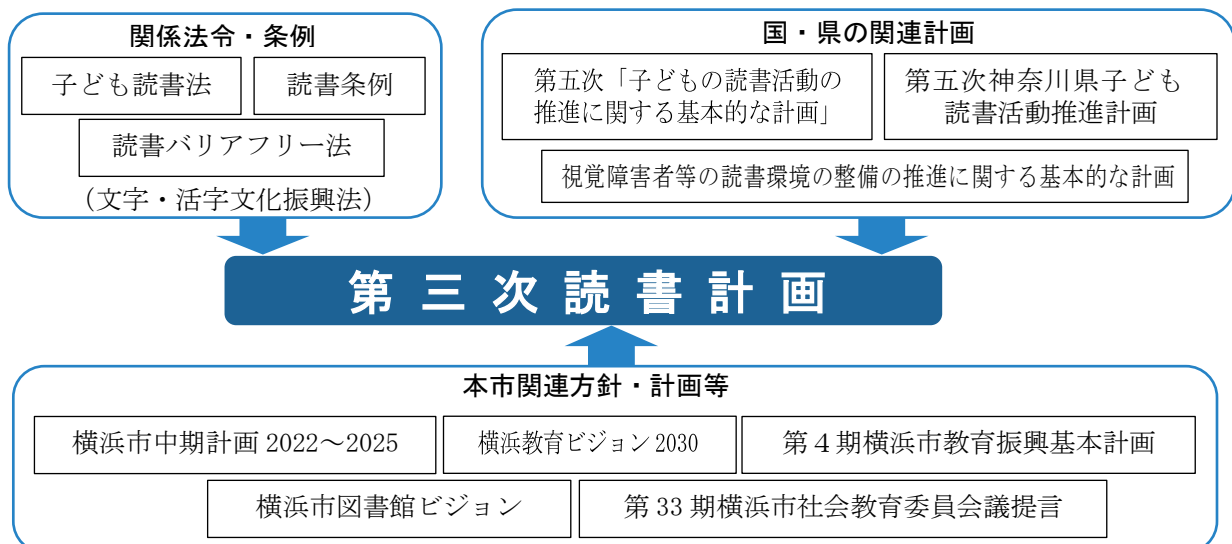 関係法令・条例
子ども読書法
読書条例
読書バリアフリー法
（文字・活字文化振興法）
国・県の関連計画
第五次「子どもの読書活動の
推進に関する基本的な計画」
第五次神奈川県子ども
読書活動推進計画
視覚障害者等の読書環境の整備の推進に関する基本的な計画
第三次読書計画
本市関連方針・計画等
横浜市中期計画 2022～2025
横浜教育ビジョン 2030
第４期横浜市教育振興基本計画
横浜市図書館ビジョン
第 33 期横浜市社会教育委員会議提言